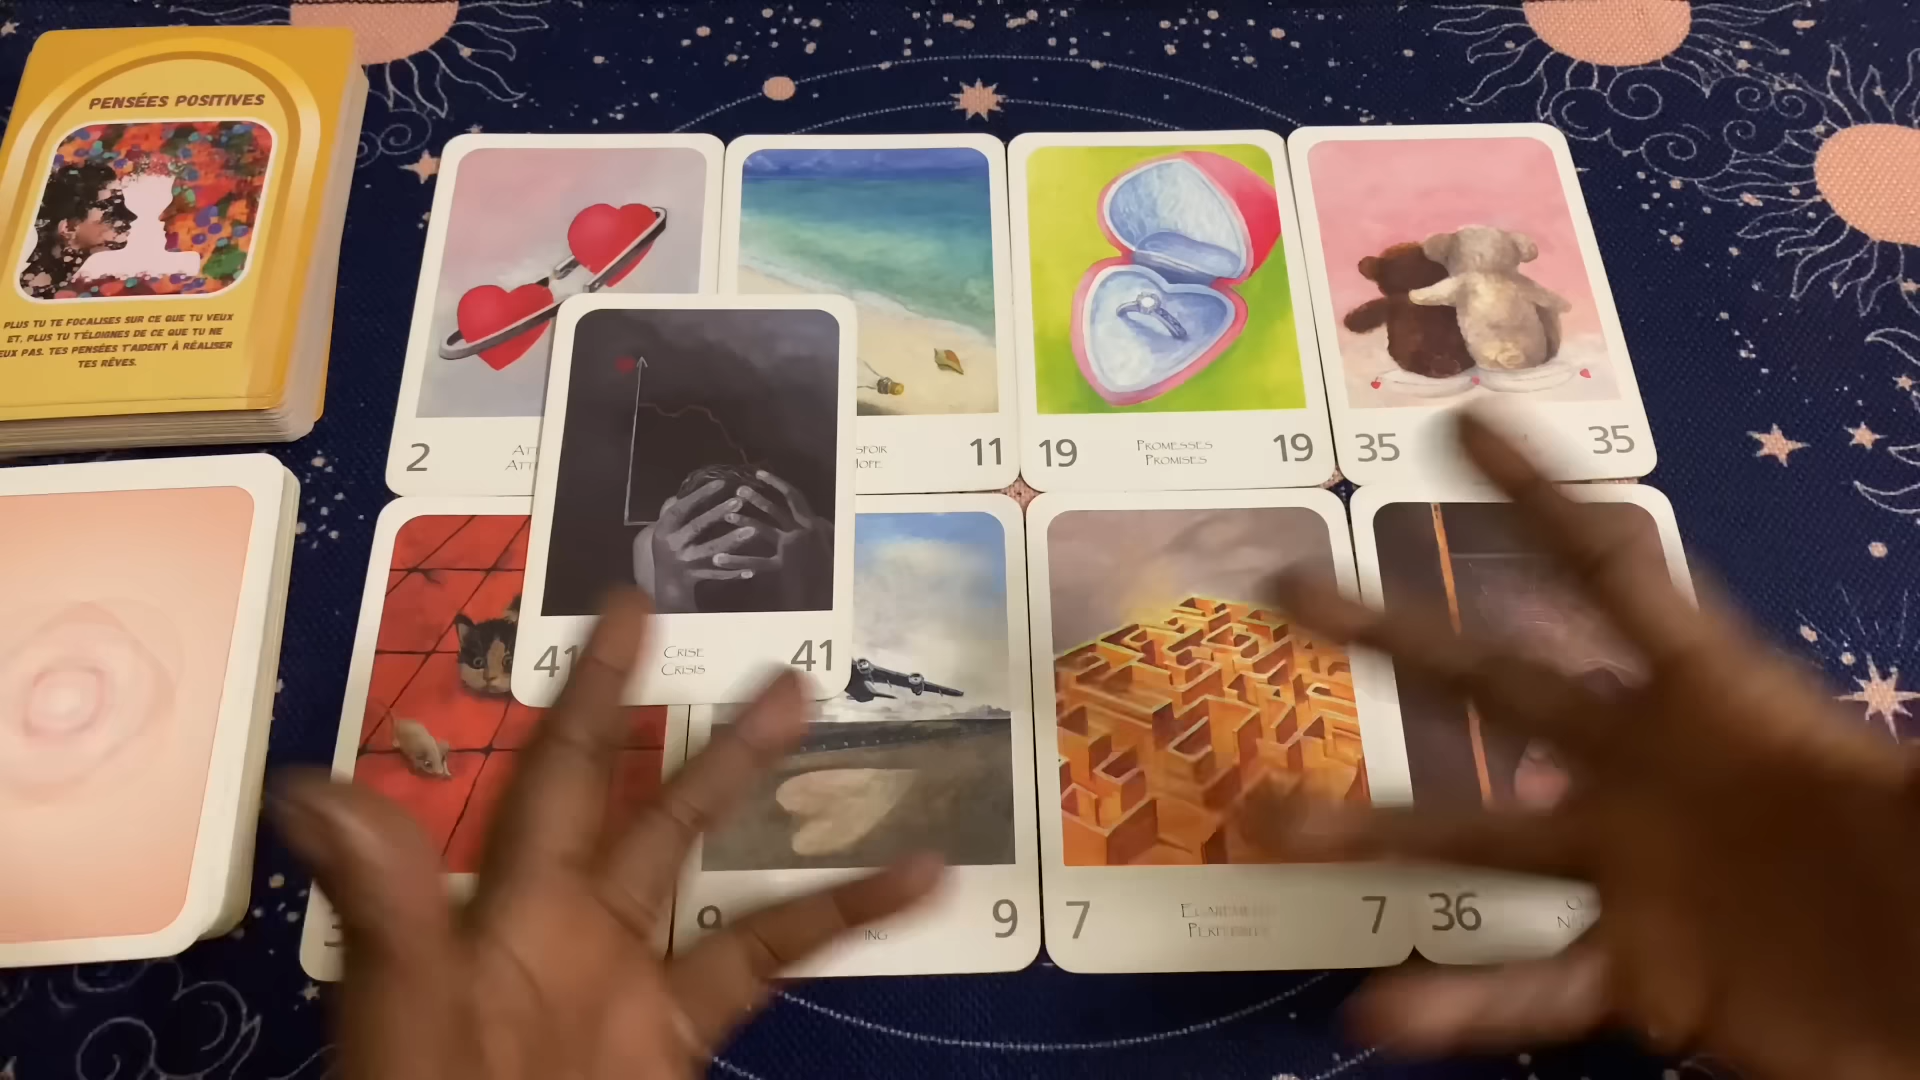 PENSÉES POSITIVES
PLUS TU TE FOCALISES SUR CE QUE TU VEUX
ET, PLUS TU T'ÉLOIGNES DE CE QUE TU NE
EUX PAS. TES PENSÉES T'AIDENT À RÉALISER
TES RÊVES.
2
11
19
PROMESSES
PROMISES
19
35
35
41
CRISE
CRISIS
41
9
9
ING
7
7
36